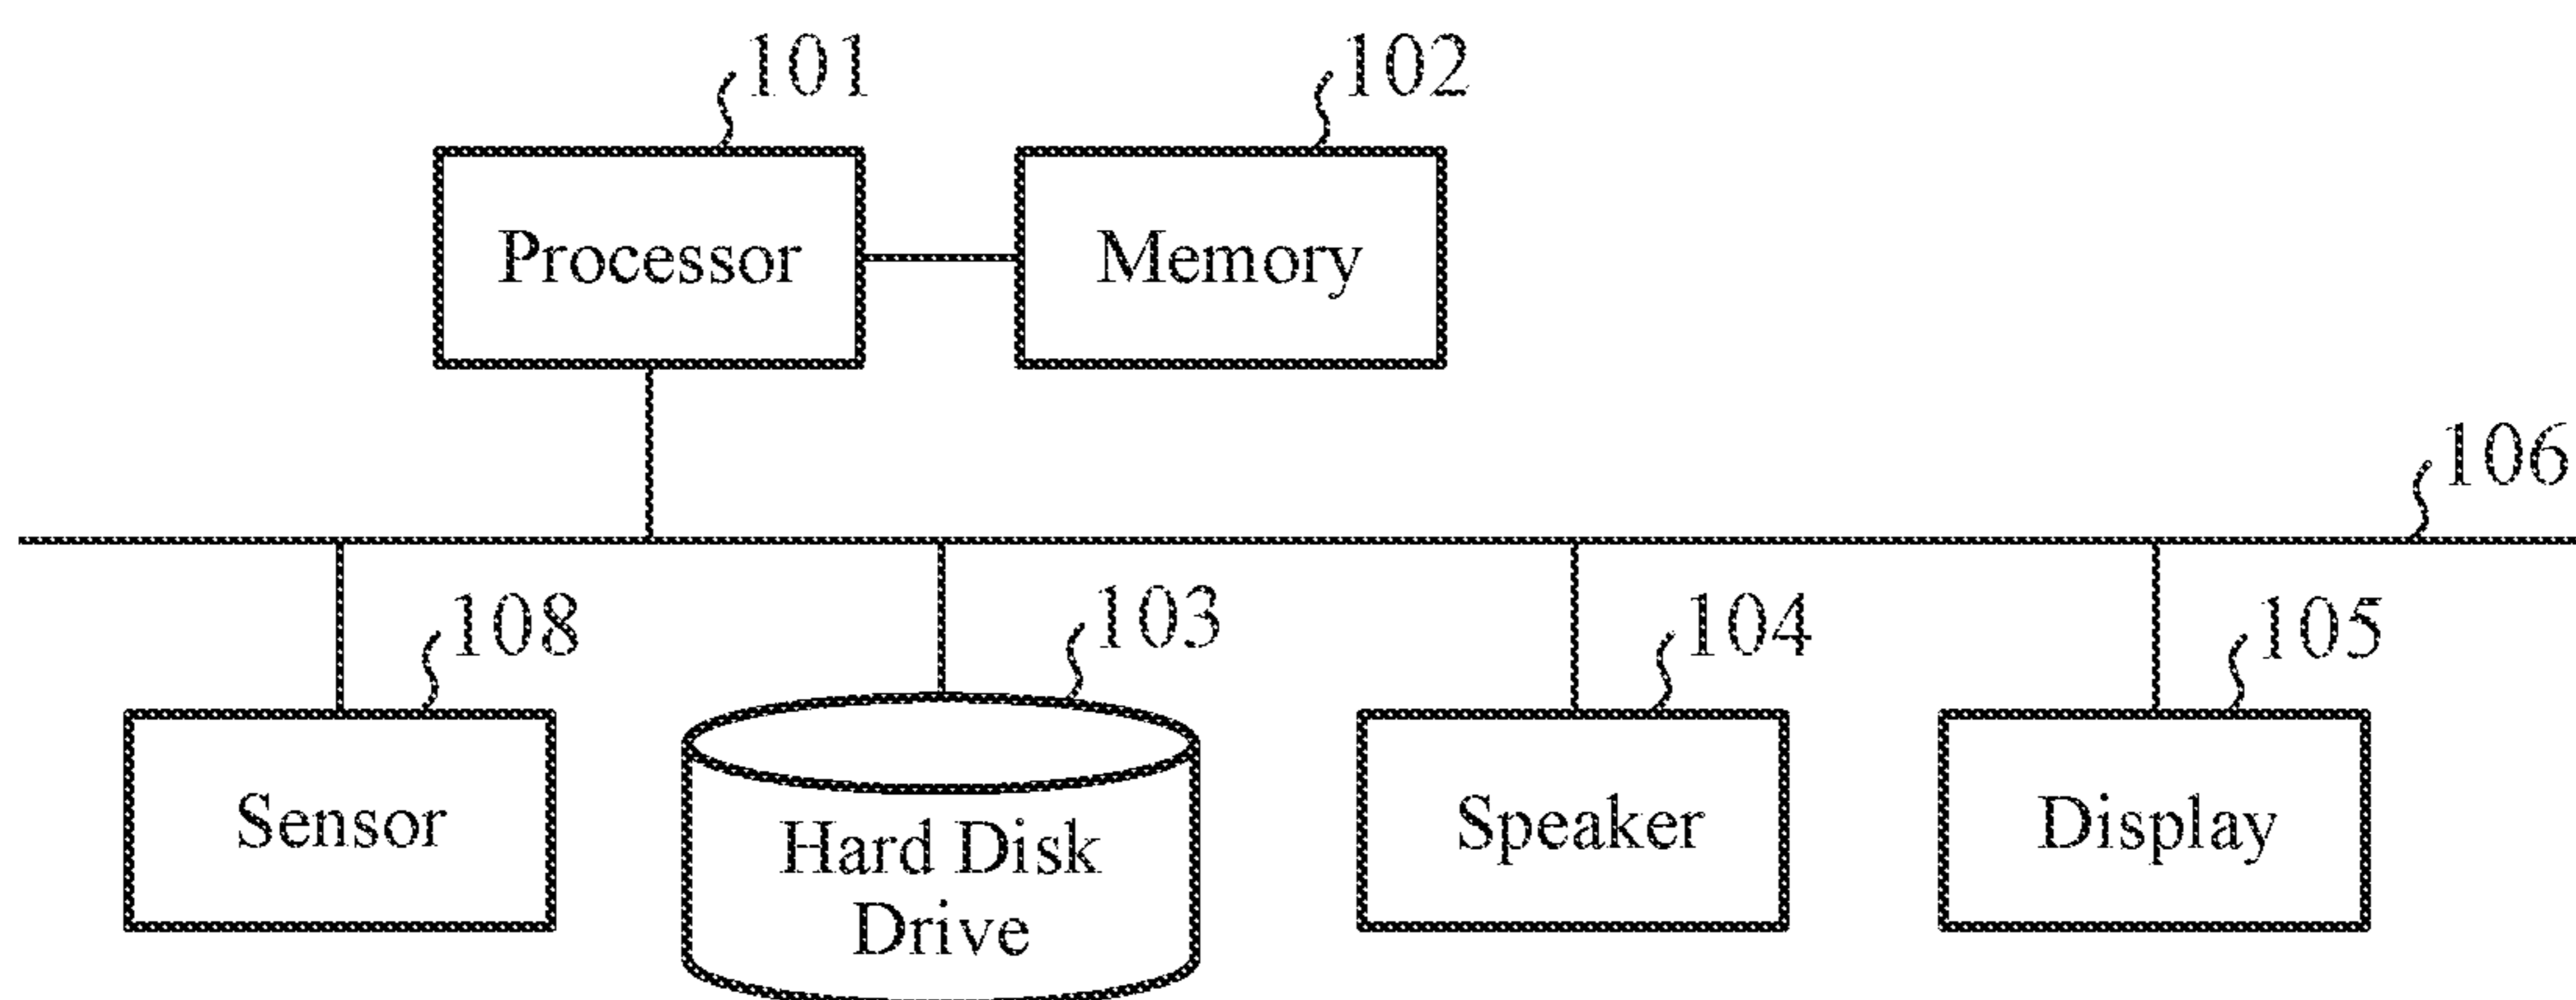 101
102
Processor
Memory
106
108
103
104
105
Sensor
Hard Disk
Drive
Speaker
Display